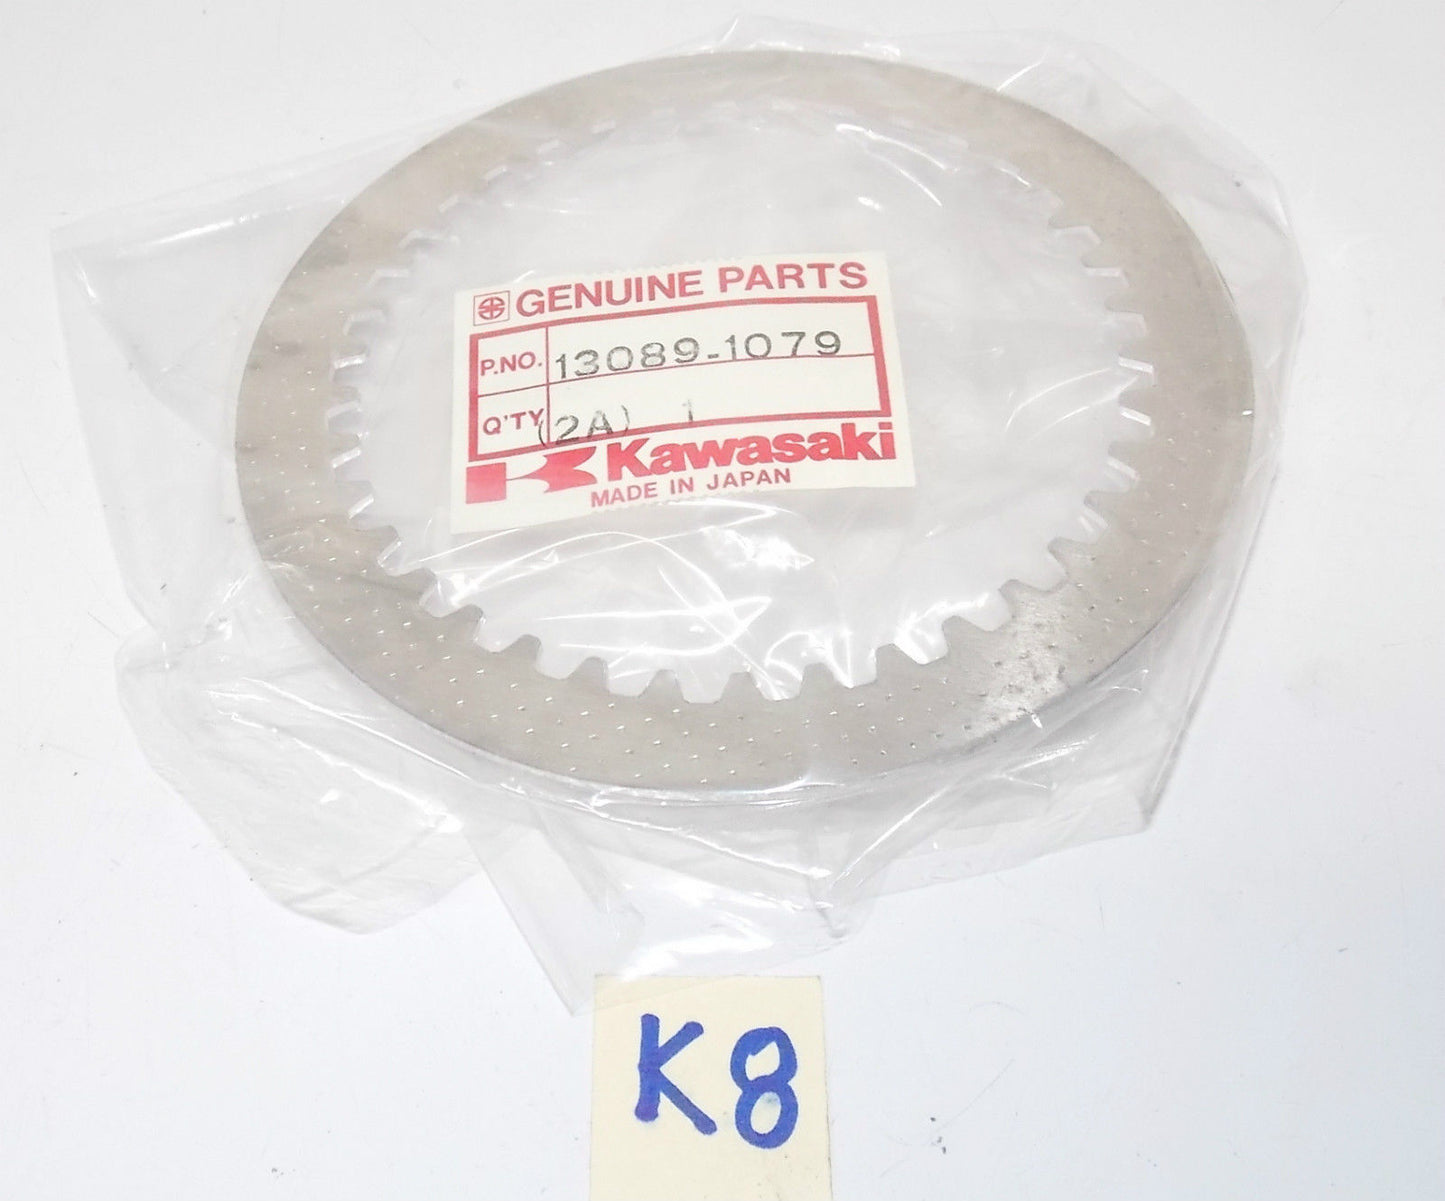 GENUINE PARTS
P.NO. 13089-1079
Q'TY (2A) 1
Kawasaki
MADE IN JAPAN
K8